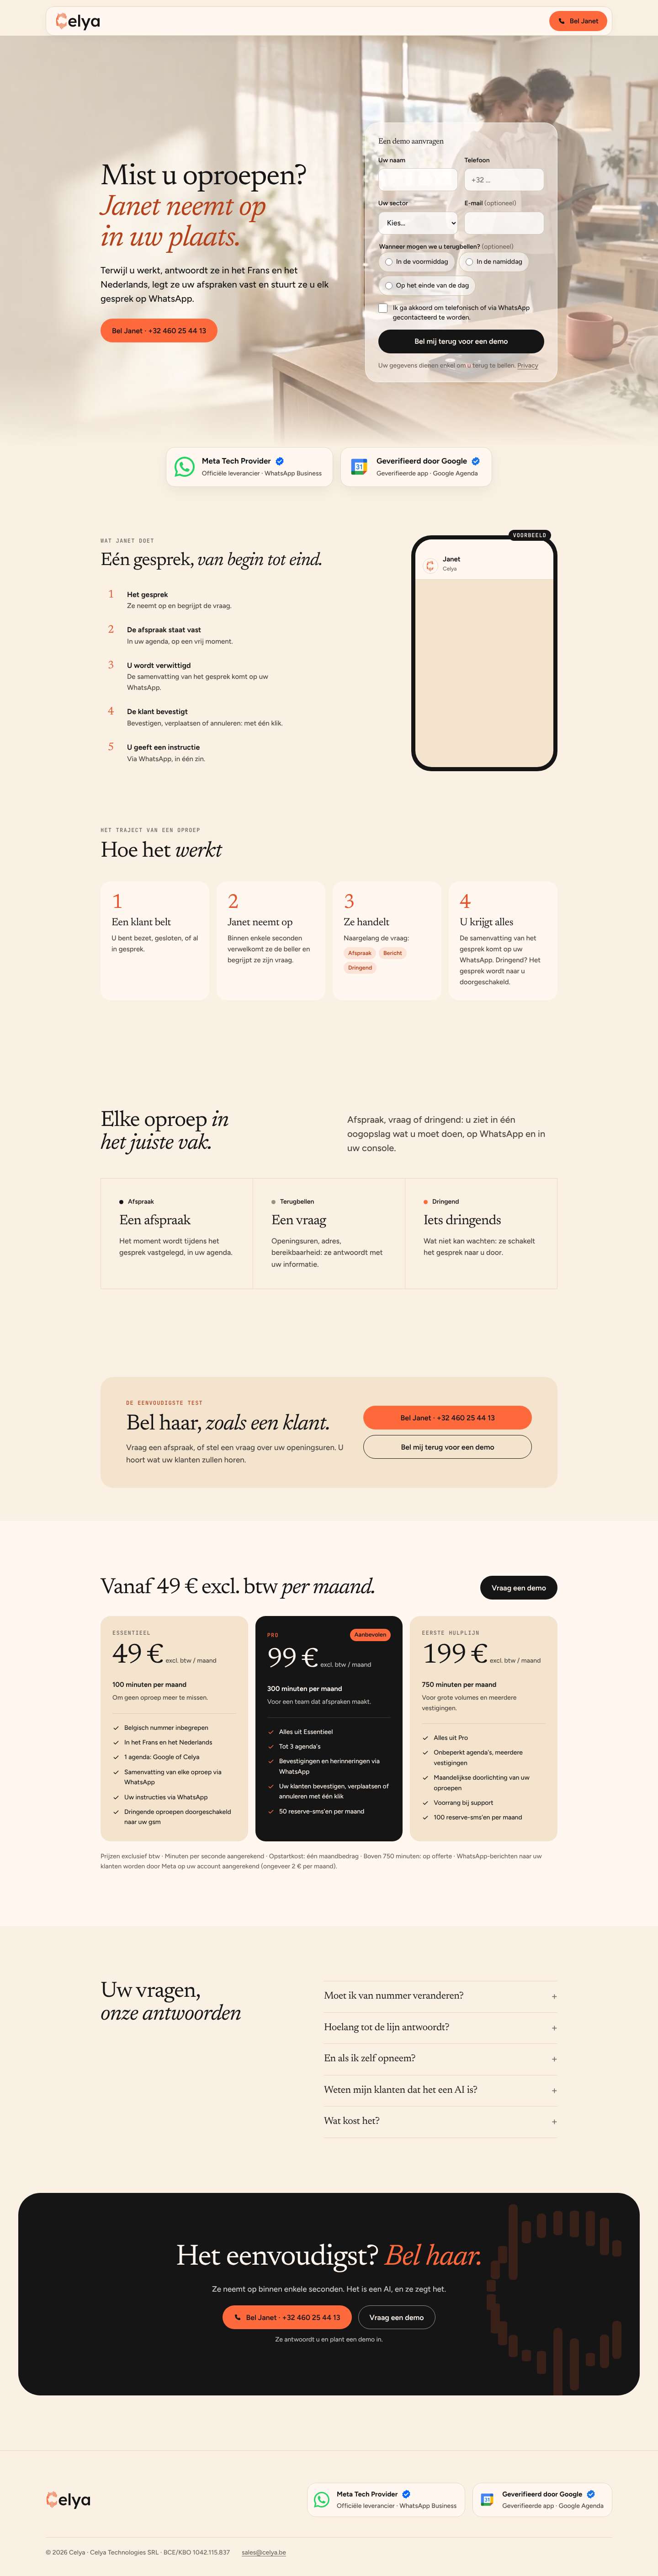 Celya
Bel Janet
Mist u oproepen?
Janet neemt op
in uw plaats.
Terwijl u werkt, antwoordt ze in het Frans en het
Nederlands, legt ze uw afspraken vast en stuurt ze u elk
gesprek op WhatsApp.
Bel Janet · +32 460 25 44 13
Een demo aanvragen
Uw naam
Telefoon
+32 ...
Uw sector
E-mail (optioneel)
Kies...
Wanneer mogen we u terugbellen? (optioneel)
In de voormiddag
In de namiddag
Op het einde van de dag
Ik ga akkoord om telefonisch of via WhatsApp
gecontacteerd te worden.
Bel mij terug voor een demo
Uw gegevens dienen enkel om u terug te bellen. Privacy
Meta Tech Provider
Officiële leverancier · WhatsApp Business
31
Geverifieerd door Google
Geverifieerde app · Google Agenda
WAT JANET DOET
Eén gesprek, van begin tot eind.
1
Het gesprek
Ze neemt op en begrijpt de vraag.
2
De afspraak staat vast
In uw agenda, op een vrij moment.
3
U wordt verwittigd
De samenvatting van het gesprek komt op uw
WhatsApp.
4
De klant bevestigt
Bevestigen, verplaatsen of annuleren: met één klik.
5
U geeft een instructie
Via WhatsApp, in één zin.
VOORBEELD
Janet
Celya
HET TRAJECT VAN EEN OPROEP
Hoe het werkt
1
Een klant belt
U bent bezet, gesloten, of al
in gesprek.
2
Janet neemt op
Binnen enkele seconden
verwelkomt ze de beller en
begrijpt ze zijn vraag.
3
Ze handelt
Naargelang de vraag:
Afspraak
Bericht
Dringend
4
U krijgt alles
De samenvatting van het
gesprek komt op uw
WhatsApp. Dringend? Het
gesprek wordt naar u
doorgeschakeld.
Elke oproep in
het juiste vak.
Afspraak, vraag of dringend: u ziet in één
oogopslag wat u moet doen, op WhatsApp en in
uw console.
Afspraak
Een afspraak
Het moment wordt tijdens het
gesprek vastgelegd, in uw agenda.
Terugbellen
Een vraag
Openingsuren, adres,
bereikbaarheid: ze antwoordt met
uw informatie.
Dringend
Iets dringends
Wat niet kan wachten: ze schakelt
het gesprek naar u door.
DE EENVOUDIGSTE TEST
Bel haar, zoals een klant.
Vraag een afspraak, of stel een vraag over uw openingsuren. U
hoort wat uw klanten zullen horen.
Bel Janet · +32 460 25 44 13
Bel mij terug voor een demo
Vanaf 49 € excl. btw per maand.
Vraag een demo
ESSENTIEEL
49 € excl. btw / maand
100 minuten per maand
Om geen oproep meer te missen.
Belgisch nummer inbegrepen
In het Frans en het Nederlands
1 agenda: Google of Celya
Samenvatting van elke oproep via
WhatsApp
Uw instructies via WhatsApp
Dringende oproepen doorgeschakeld
naar uw gsm
PRO
Aanbevolen
99 € excl. btw / maand
300 minuten per maand
Voor een team dat afspraken maakt.
Alles uit Essentieel
Tot 3 agenda's
Bevestigingen en herinneringen via
WhatsApp
Uw klanten bevestigen, verplaatsen of
annuleren met één klik
50 reserve-sms'en per maand
EERSTE HULPLIJN
199 € excl. btw / maand
750 minuten per maand
Voor grote volumes en meerdere
vestigingen.
Alles uit Pro
Onbeperkt agenda's, meerdere
vestigingen
Maandelijkse doorlichting van uw
oproepen
Voorrang bij support
100 reserve-sms'en per maand
Prijzen exclusief btw · Minuten per seconde aangerekend · Opstartkost: één maandbedrag · Boven 750 minuten: op offerte · WhatsApp-berichten naar uw
klanten worden door Meta op uw account aangerekend (ongeveer 2 € per maand).
Uw vragen,
onze antwoorden
Moet ik van nummer veranderen? +
Hoelang tot de lijn antwoordt? +
En als ik zelf opneem? +
Weten mijn klanten dat het een AI is? +
Wat kost het? +
Het eenvoudigst? Bel haar.
Ze neemt op binnen enkele seconden. Het is een AI, en ze zegt het.
Bel Janet · +32 460 25 44 13
Vraag een demo
Ze antwoordt u en plant een demo in.
Celya
Meta Tech Provider
Officiële leverancier · WhatsApp Business
31
Geverifieerd door Google
Geverifieerde app · Google Agenda
© 2026 Celya · Celya Technologies SRL · BCE/KBO 1042.115.837
sales@celya.be